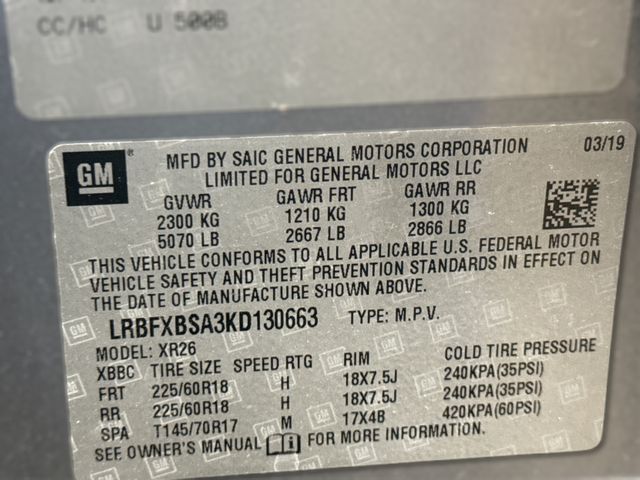 CC/HC U 500B
GM
MFD BY SAIC GENERAL MOTORS CORPORATION 03/19
LIMITED FOR GENERAL MOTORS LLC
GVWR GAWR FRT GAWR RR
2300 KG 1210 KG 1300 KG
5070 LB 2667 LB 2866 LB
THIS VEHICLE CONFORMS TO ALL APPLICABLE U.S. FEDERAL MOTOR
VEHICLE SAFETY AND THEFT PREVENTION STANDARDS IN EFFECT ON
THE DATE OF MANUFACTURE SHOWN ABOVE.
LRBFXBSA3KD130663 TYPE: M.P.V.
MODEL: XR26
XBBC TIRE SIZE SPEED RTG RIM COLD TIRE PRESSURE
FRT 225/60R18 H 18X7.5J 240KPA(35PSI)
RR 225/60R18 H 18X7.5J 240KPA(35PSI)
SPA T145/70R17 M 17X4B 420KPA(60PSI)
SEE OWNER'S MANUAL FOR MORE INFORMATION.